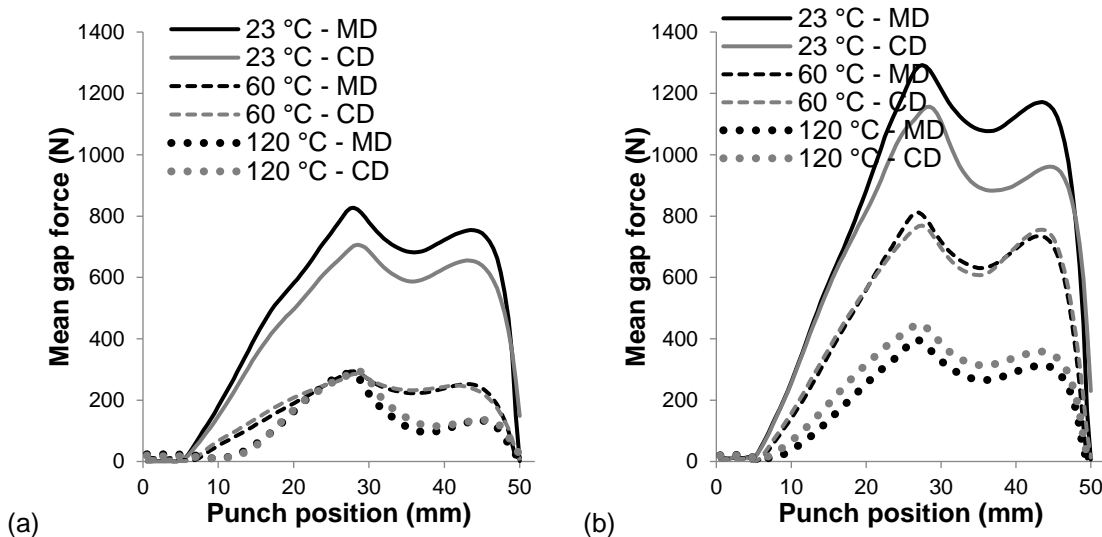 1400
1200
1000
800
600
400
200
0
Mean gap force (N)
23 °C - MD
23 °C - CD
60 °C - MD
60 °C - CD
120 °C - MD
120 °C - CD
0 10 20 30 40 50
Punch position (mm)
(a)
1400
1200
1000
800
600
400
200
0
Mean gap force (N)
23 °C - MD
23 °C - CD
60 °C - MD
60 °C - CD
120 °C - MD
120 °C - CD
0 10 20 30 40 50
Punch position (mm)
(b)